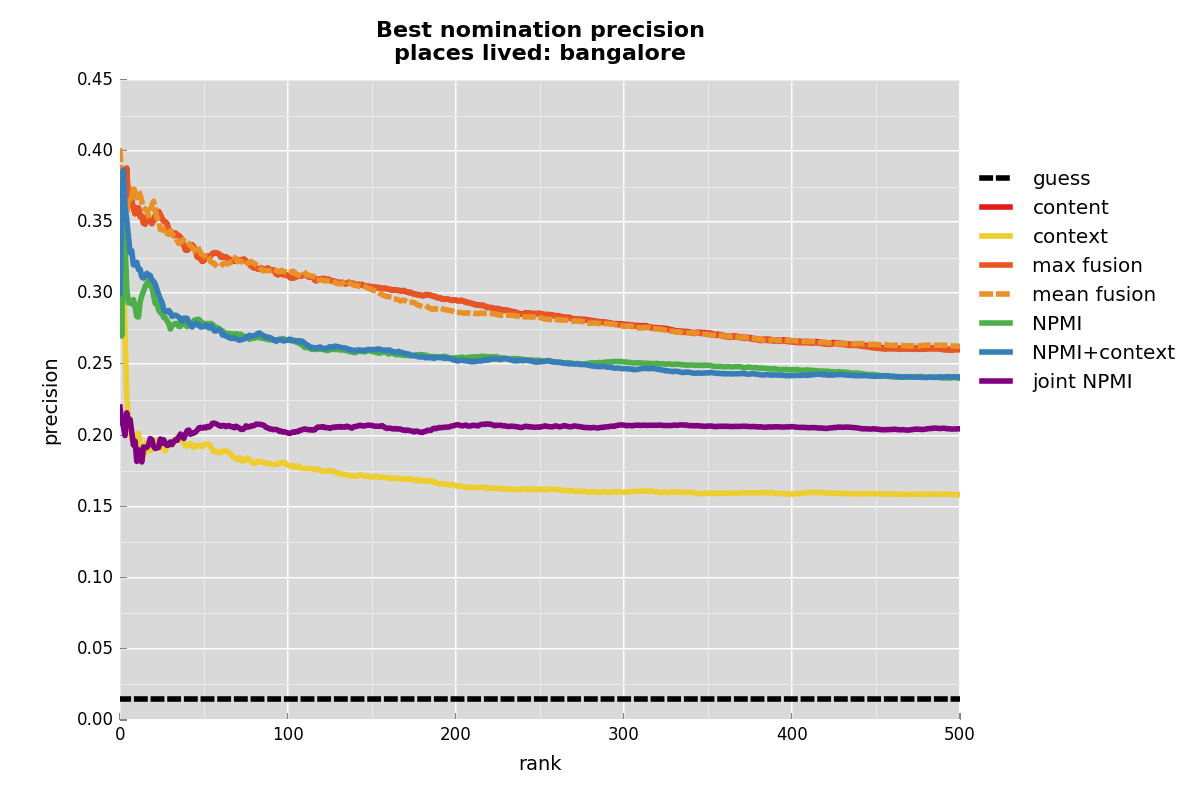 Best nomination precision
places lived: bangalore
0.45
0.40
0.35
0.30
0.25
0.20
0.15
0.10
0.05
0.00
precision
0 100 200 300 400 500
rank
guess
content
context
max fusion
mean fusion
NPMI
NPMI+context
joint NPMI